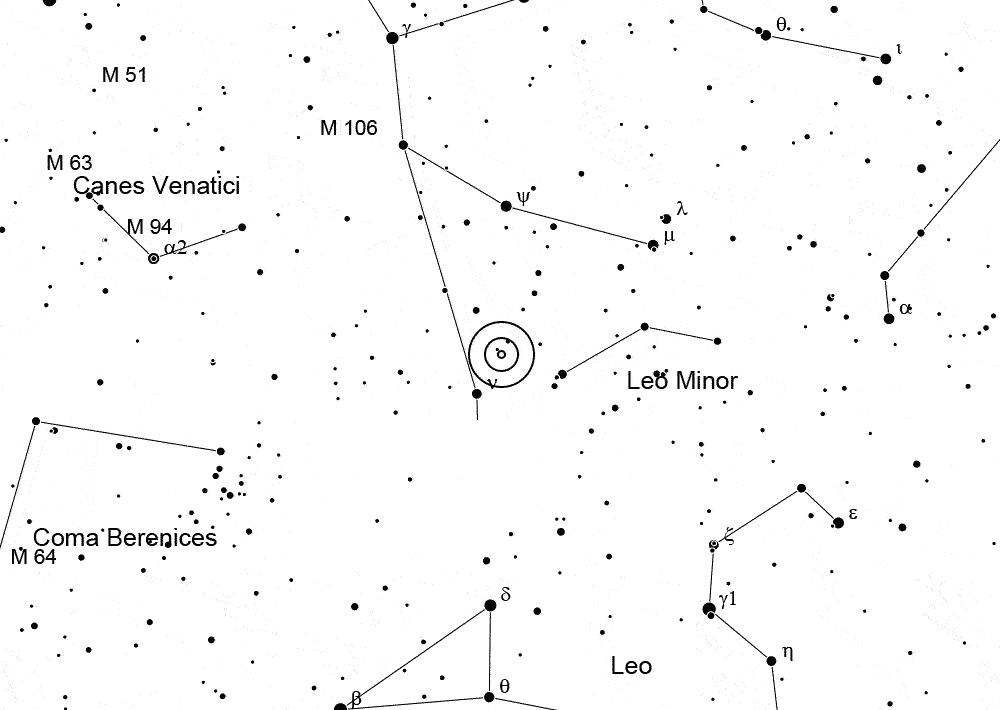 γ
θ
ι
M 51
M 106
M 63
Canes Venatici
ψ
λ
M 94
α2
μ
α
ν
Leo Minor
Coma Berenices
M 64
ζ
ε
δ
γ1
η
Leo
θ
β